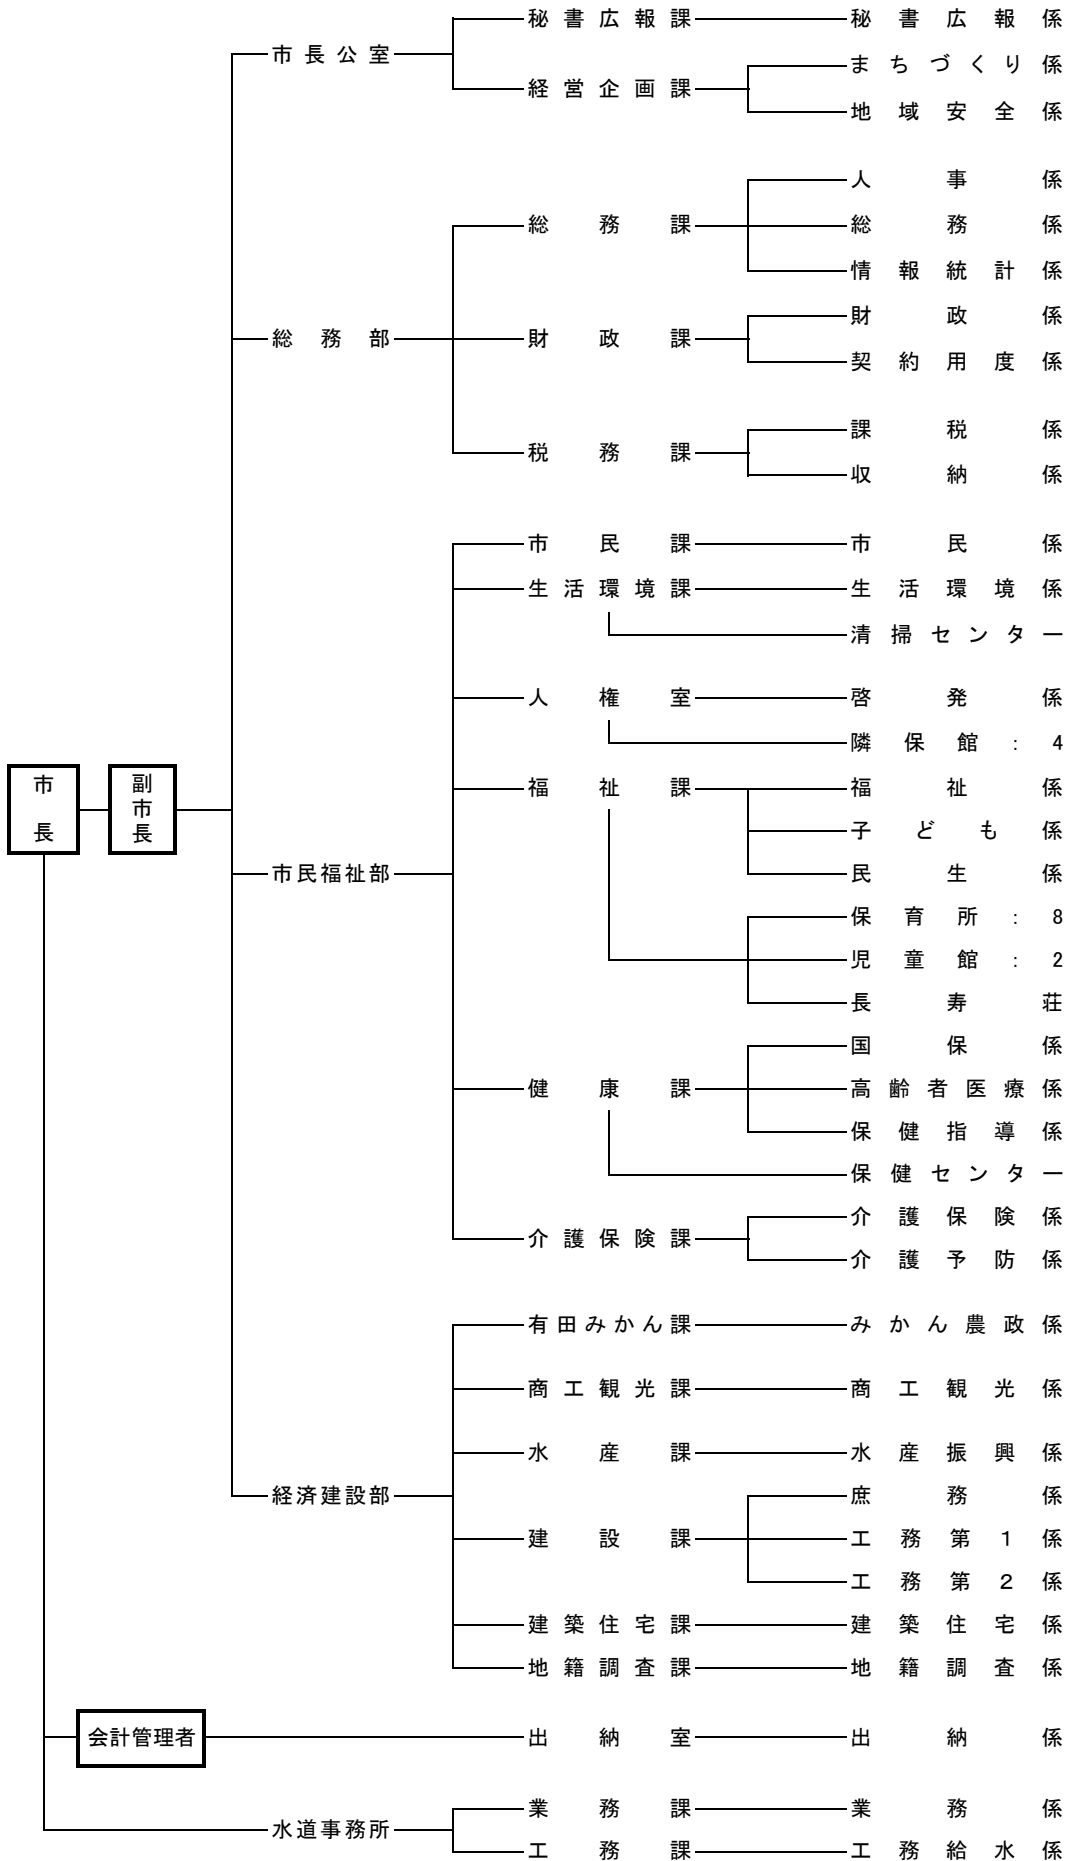 秘書広報課 秘書広報係
市長公室 まちづくり係
経営企画課
地域安全係
人事係
総務課 総務係
情報統計係
財政係
総務部 財政課
契約用度係
課税係
税務課
収納係
市民課 市民係
生活環境課 生活環境係
清掃センター
人権室 啓発係
隣保館：4
市長 副市長 福祉課 福祉係
子ども係
市民福祉部 民生係
保育所：8
児童館：2
長寿荘
国保係
健康課 高齢者医療係
保健指導係
保健センター
介護保険係
介護保険課
介護予防係
有田みかん課 みかん農政係
商工観光課 商工観光係
水産課 水産振興係
経済建設部 庶務係
建設課 工務第1係
工務第2係
建築住宅課 建築住宅係
地籍調査課 地籍調査係
会計管理者 出納室 出納係
業務課 業務係
水道事務所
工務課 工務給水係